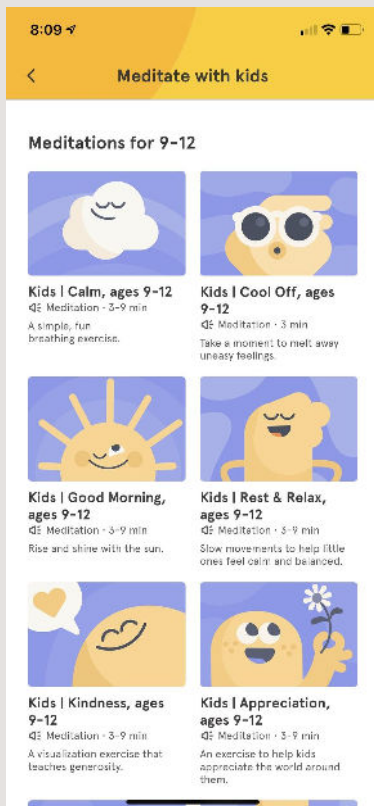 8:09
Meditate with kids
Meditations for 9-12
Kids | Calm, ages 9-12
Meditation · 3-9 min
A simple, fun
breathing exercise.
Kids | Cool Off, ages
9-12
Meditation · 3 min
Take a moment to melt away
uneasy feelings.
Kids | Good Morning,
ages 9-12
Meditation · 3-9 min
Rise and shine with the sun.
Kids | Rest & Relax,
ages 9-12
Meditation · 3-9 min
Slow movements to help little
ones feel calm and balanced.
Kids | Kindness, ages
9-12
Meditation · 3-9 min
A visualization exercise that
teaches generosity.
Kids | Appreciation,
ages 9-12
Meditation · 3-9 min
An exercise to help kids
appreciate the world around
them.